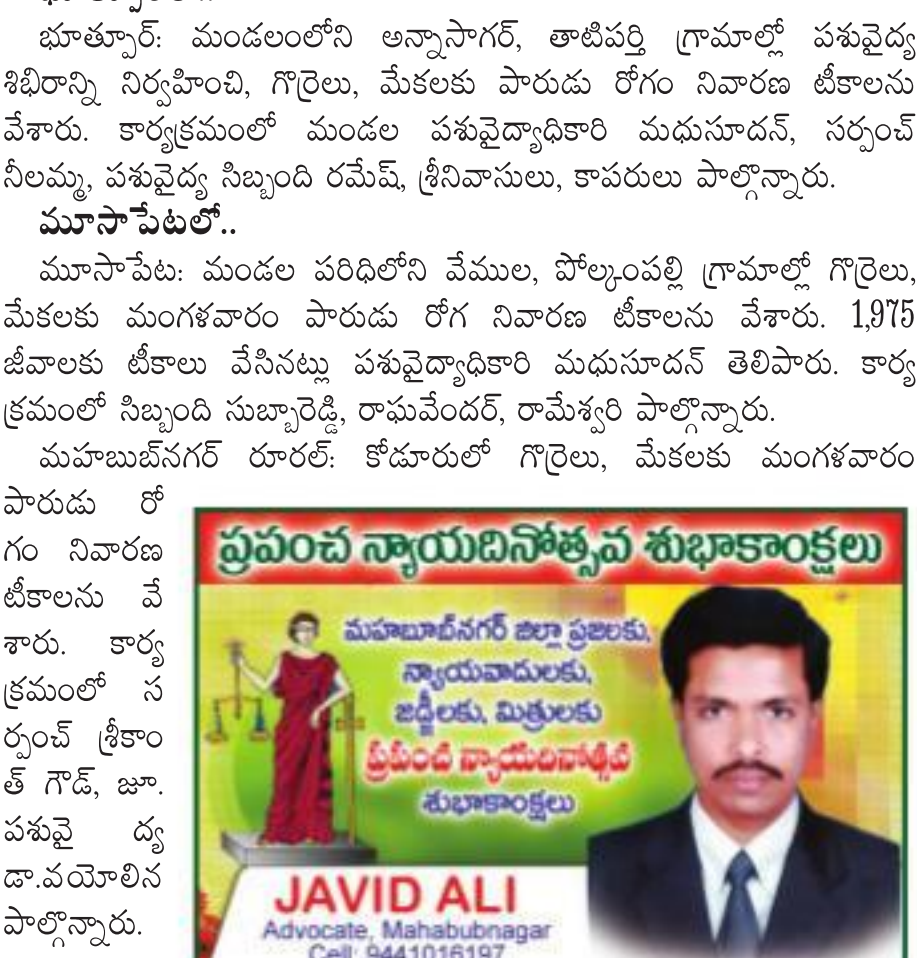 భూత్పూర్: మండలంలోని అన్నాసాగర్, తాటిపర్తి గ్రామాల్లో పశువైద్య
శిభిరాన్ని నిర్వహించి, గొర్రెలు, మేకలకు పారుడు రోగం నివారణ టీకాలను
వేశారు. కార్యక్రమంలో మండల పశువైద్యాధికారి మధుసూదన్, సర్పంచ్
నీలమ్మ, పశువైద్య సిబ్బంది రమేష్, శ్రీనివాసులు, కాపరులు పాల్గొన్నారు.
మూసాపేటలో..
మూసాపేట: మండల పరిధిలోని వేముల, పోల్కంపల్లి గ్రామాల్లో గొర్రెలు,
మేకలకు మంగళవారం పారుడు రోగ నివారణ టీకాలను వేశారు. 1,975
జీవాలకు టీకాలు వేసినట్లు పశువైద్యాధికారి మధుసూదన్ తెలిపారు. కార్య
క్రమంలో సిబ్బంది సుబ్బారెడ్డి, రాఘవేందర్, రామేశ్వరి పాల్గొన్నారు.
మహబుబ్‌నగర్ రూరల్: కోడూరులో గొర్రెలు, మేకలకు మంగళవారం
పారుడు రో
గం నివారణ
టీకాలను వే
శారు. కార్య
క్రమంలో స
ర్పంచ్ శ్రీకాం
త్ గౌడ్, జూ.
పశువై ద్య
డా.వయోలిన
పాల్గొన్నారు.
ప్రపంచ న్యాయదినోత్సవ శుభాకాంక్షలు
మహబూబ్‌నగర్ జిల్లా ప్రజలకు,
న్యాయవాదులకు,
జడ్జీలకు, మిత్రులకు
ప్రపంచ న్యాయదినోత్సవ
శుభాకాంక్షలు
JAVID ALI
Advocate, Mahabubnagar
Cell: 9441016197